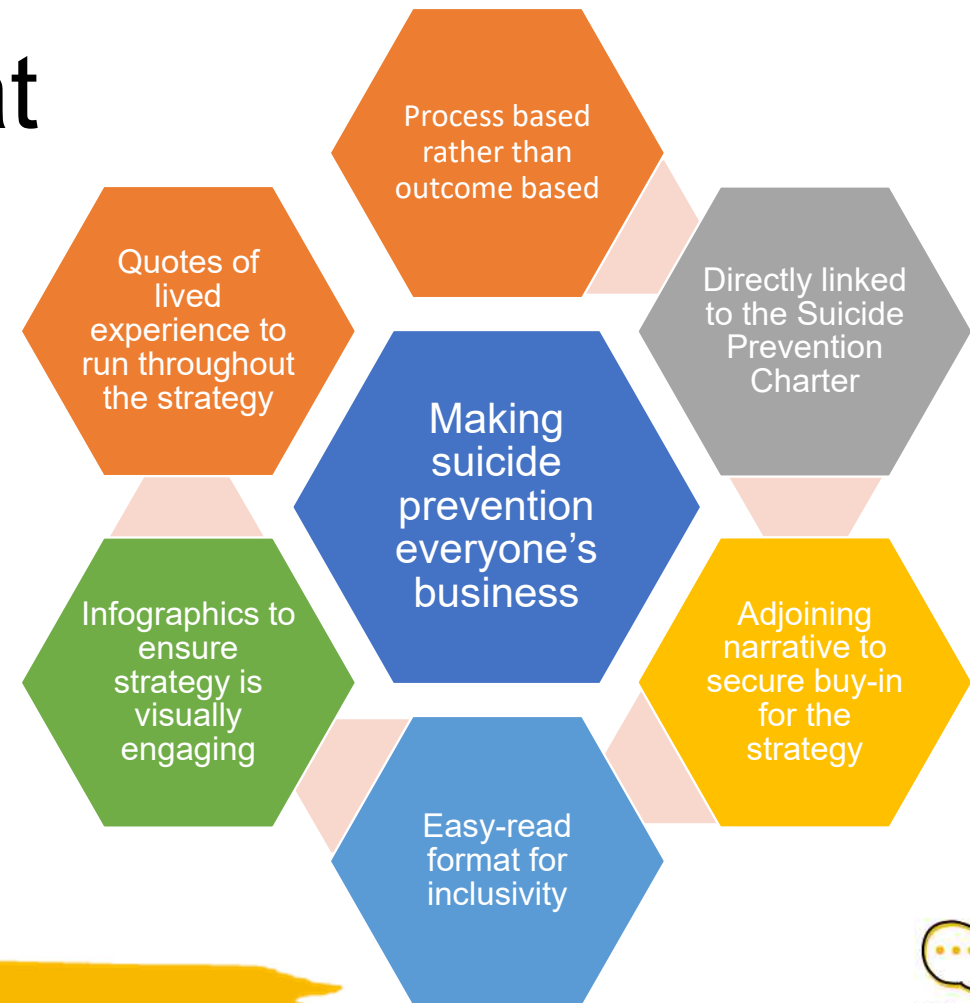 at
Process based
rather than
outcome based
Directly linked
to the Suicide
Prevention
Charter
Adjoining
narrative to
secure buy-in
for the
strategy
Easy-read
format for
inclusivity
Infographics to
ensure
strategy is
visually
engaging
Quotes of
lived
experience to
run throughout
the strategy
Making
suicide
prevention
everyone’s
business